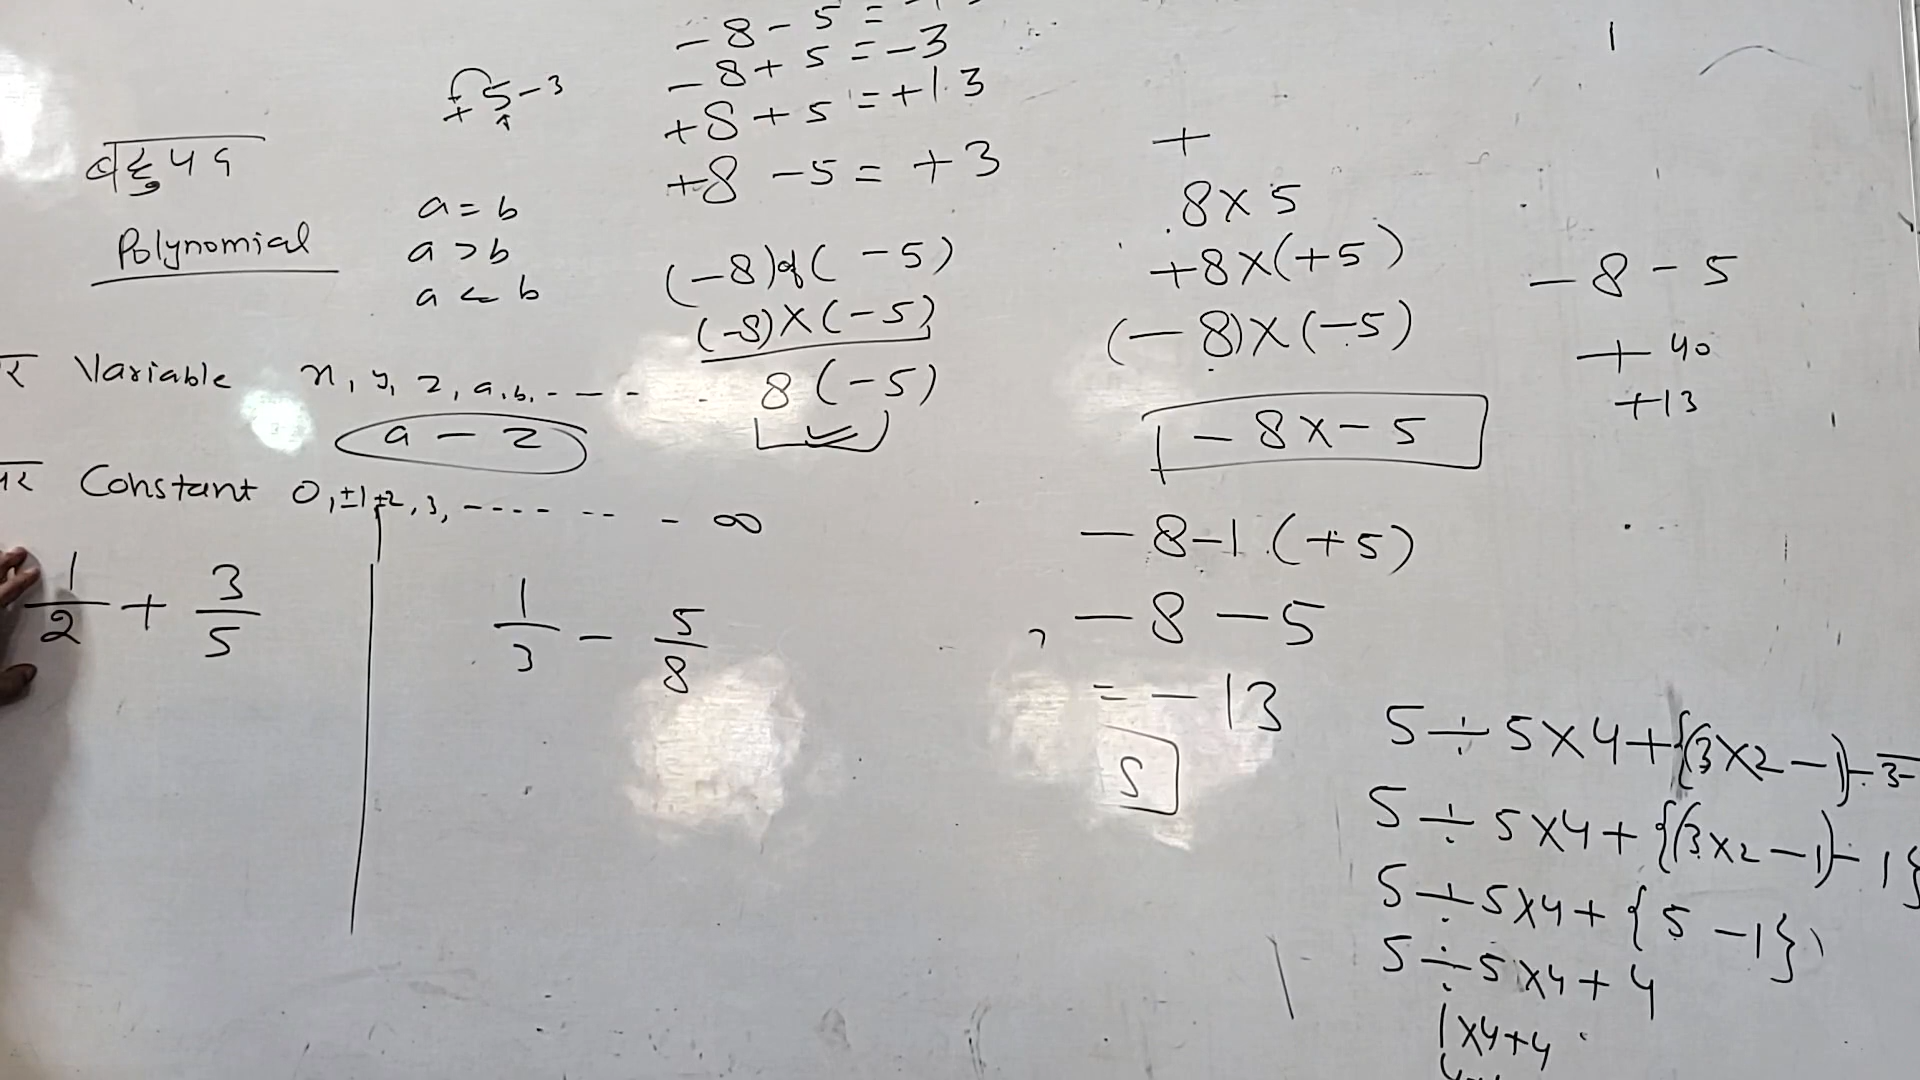 -8-5=
-8+5=-3
+8+5=+13
+8-5=+3
+5-3
बहुपद
Polynomial
a=b
a>b
a<b
(-8)of(-5)
(-8)×(-5)
8(-5)
Variable x, y, z, a, b, - - - -
a - z
Constant 0, ±1, ±2, 3, - - - - - - - ∞
1/2 + 3/5
1/3 - 5/8
+
8×5
+8×(+5)
(-8)×(-5)
-8×-5
-8-1(+5)
-8-5
=-13
5
-8-5
+40
+13
5÷5×4+{(3×2-1)-3-
5÷5×4+{(3×2-1)-1}
5÷5×4+{5-1}
5÷5×4+4
1×4+4